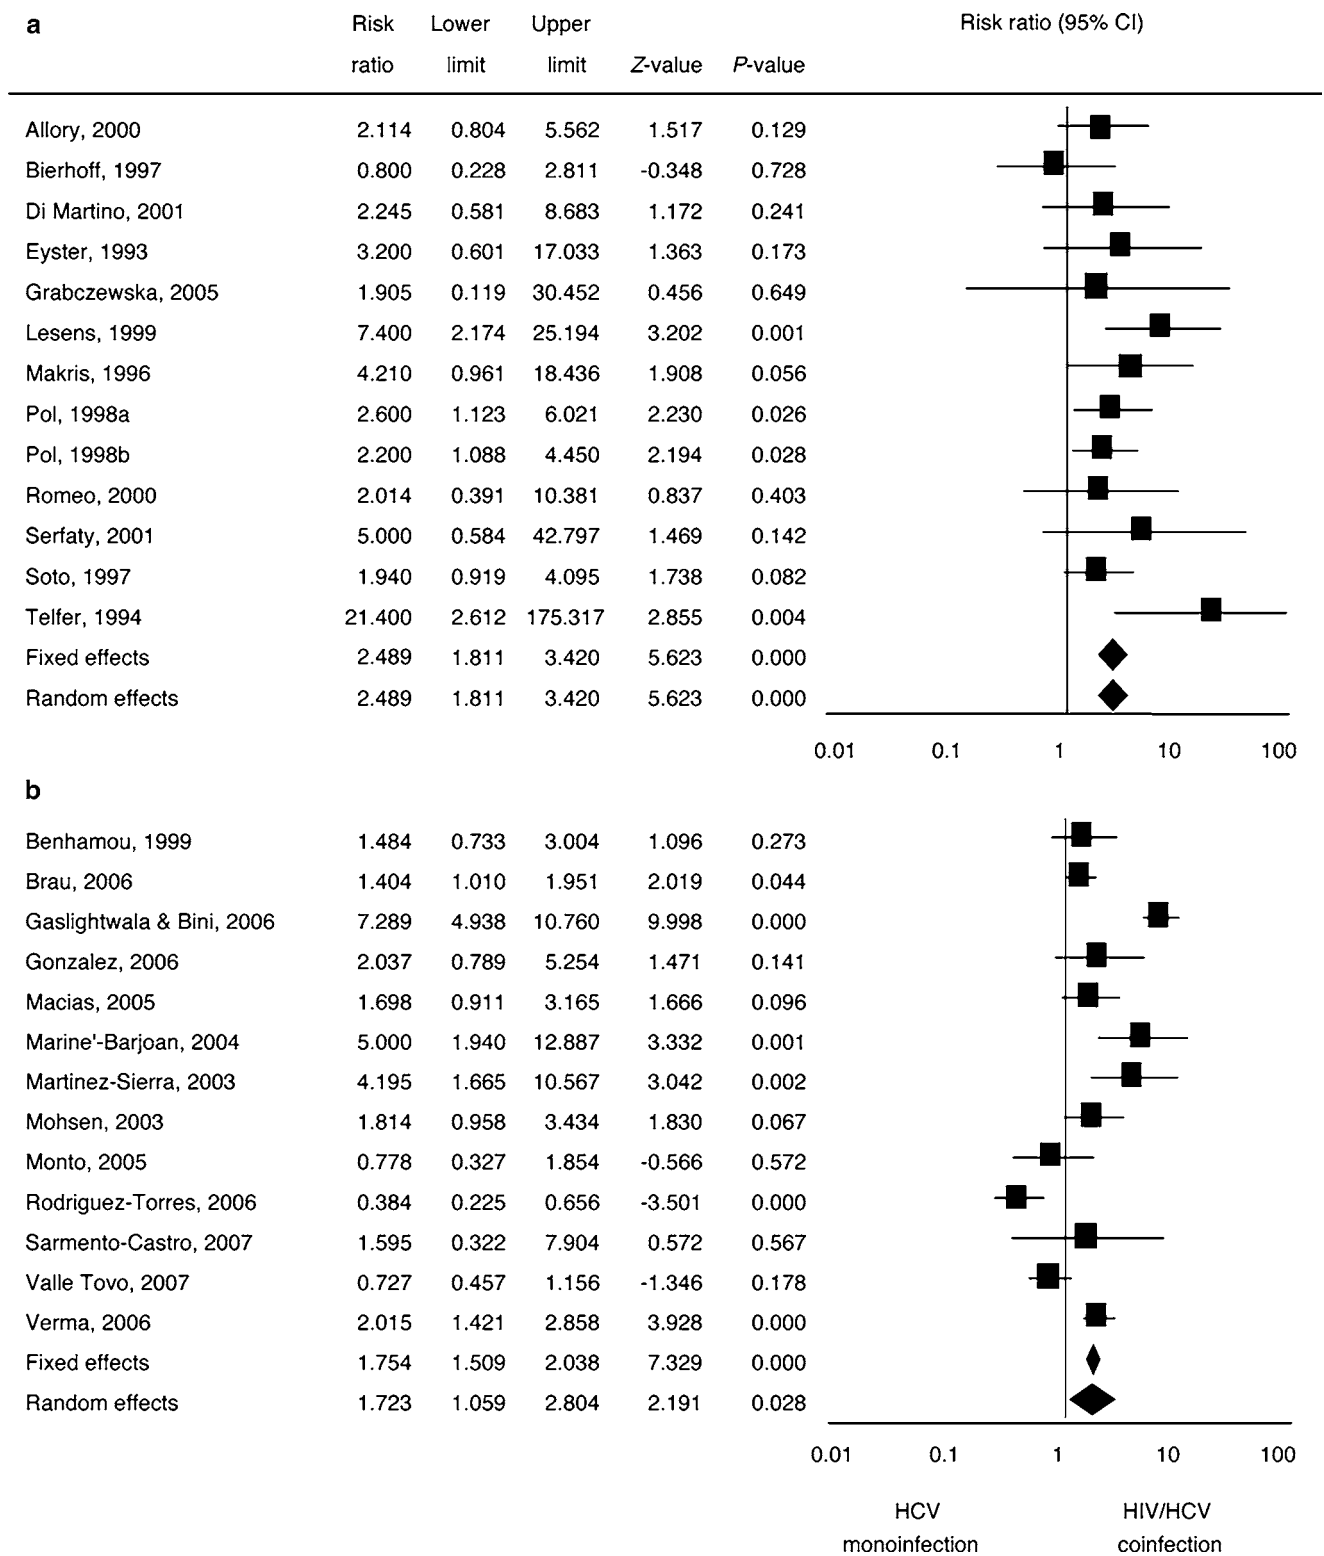 a Risk Lower Upper Risk ratio (95% CI)
ratio limit limit Z-value P-value
Allory, 2000 2.114 0.804 5.562 1.517 0.129
Bierhoff, 1997 0.800 0.228 2.811 -0.348 0.728
Di Martino, 2001 2.245 0.581 8.683 1.172 0.241
Eyster, 1993 3.200 0.601 17.033 1.363 0.173
Grabczewska, 2005 1.905 0.119 30.452 0.456 0.649
Lesens, 1999 7.400 2.174 25.194 3.202 0.001
Makris, 1996 4.210 0.961 18.436 1.908 0.056
Pol, 1998a 2.600 1.123 6.021 2.230 0.026
Pol, 1998b 2.200 1.088 4.450 2.194 0.028
Romeo, 2000 2.014 0.391 10.381 0.837 0.403
Serfaty, 2001 5.000 0.584 42.797 1.469 0.142
Soto, 1997 1.940 0.919 4.095 1.738 0.082
Telfer, 1994 21.400 2.612 175.317 2.855 0.004
Fixed effects 2.489 1.811 3.420 5.623 0.000
Random effects 2.489 1.811 3.420 5.623 0.000
0.01 0.1 1 10 100
b
Benhamou, 1999 1.484 0.733 3.004 1.096 0.273
Brau, 2006 1.404 1.010 1.951 2.019 0.044
Gaslightwala & Bini, 2006 7.289 4.938 10.760 9.998 0.000
Gonzalez, 2006 2.037 0.789 5.254 1.471 0.141
Macias, 2005 1.698 0.911 3.165 1.666 0.096
Marine'-Barjoan, 2004 5.000 1.940 12.887 3.332 0.001
Martinez-Sierra, 2003 4.195 1.665 10.567 3.042 0.002
Mohsen, 2003 1.814 0.958 3.434 1.830 0.067
Monto, 2005 0.778 0.327 1.854 -0.566 0.572
Rodriguez-Torres, 2006 0.384 0.225 0.656 -3.501 0.000
Sarmento-Castro, 2007 1.595 0.322 7.904 0.572 0.567
Valle Tovo, 2007 0.727 0.457 1.156 -1.346 0.178
Verma, 2006 2.015 1.421 2.858 3.928 0.000
Fixed effects 1.754 1.509 2.038 7.329 0.000
Random effects 1.723 1.059 2.804 2.191 0.028
0.01 0.1 1 10 100
HCV HIV/HCV
monoinfection coinfection